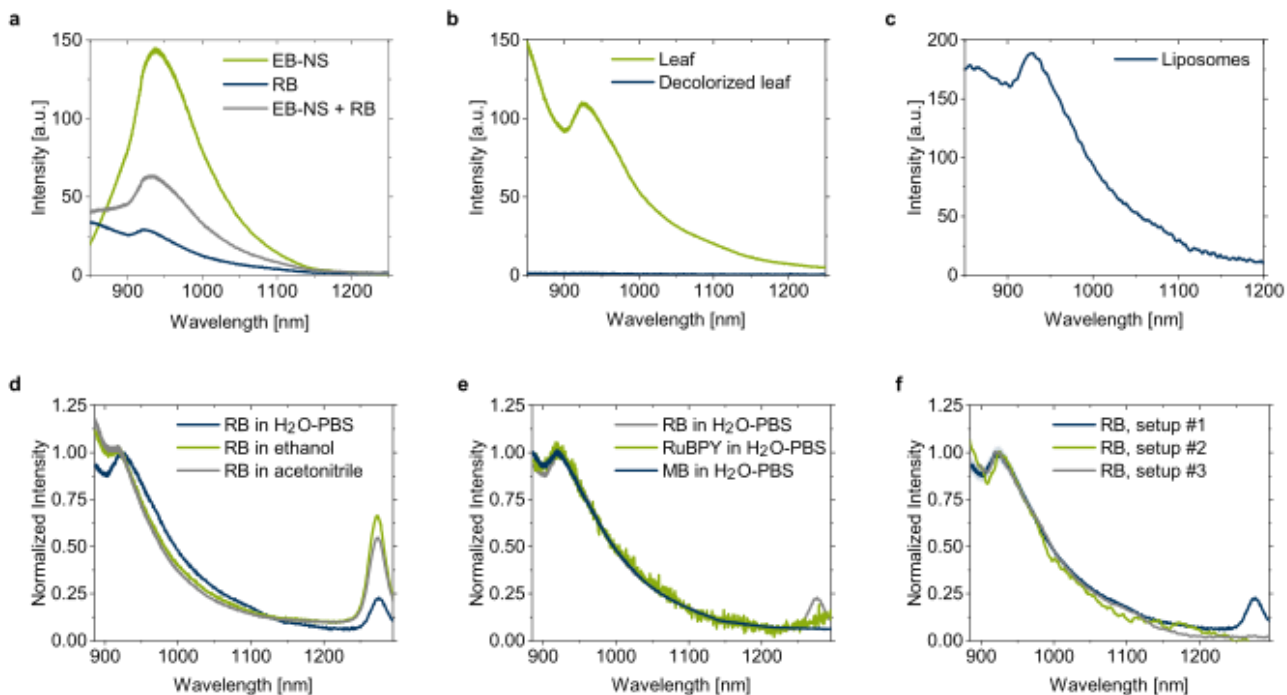 a
150
100
50
0
Intensity [a.u.]
EB-NS
RB
EB-NS + RB
900 1000 1100 1200
Wavelength [nm]
b
150
100
50
0
Intensity [a.u.]
Leaf
Decolorized leaf
900 1000 1100 1200
Wavelength [nm]
c
200
150
100
50
0
Intensity [a.u.]
Liposomes
900 1000 1100 1200
Wavelength [nm]
d
1.25
1.00
0.75
0.50
0.25
0.00
Normalized Intensity
RB in H2O-PBS
RB in ethanol
RB in acetonitrile
900 1000 1100 1200
Wavelength [nm]
e
1.25
1.00
0.75
0.50
0.25
0.00
Normalized Intensity
RB in H2O-PBS
RuBPY in H2O-PBS
MB in H2O-PBS
900 1000 1100 1200
Wavelength [nm]
f
1.25
1.00
0.75
0.50
0.25
0.00
Normalized Intensity
RB, setup #1
RB, setup #2
RB, setup #3
900 1000 1100 1200
Wavelength [nm]